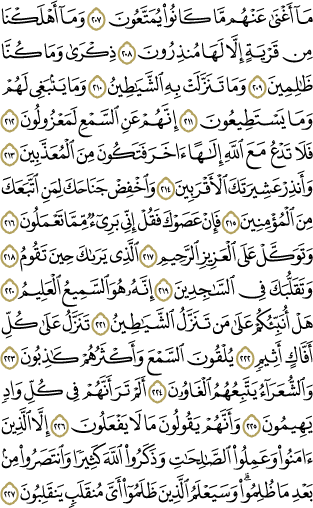 مَآ أَغْنَىٰ عَنْهُم مَّا كَانُوا۟ يُمَتَّعُونَ ٢٠٧ وَمَآ أَهْلَكْنَا
مِن قَرْيَةٍ إِلَّا لَهَا مُنذِرُونَ ٢٠٨ ذِكْرَىٰ وَمَا كُنَّا
ظَٰلِمِينَ ٢٠٩ وَمَا تَنَزَّلَتْ بِهِ ٱلشَّيَٰطِينُ ٢١٠ وَمَا يَنۢبَغِى لَهُمْ
وَمَا يَسْتَطِيعُونَ ٢١١ إِنَّهُمْ عَنِ ٱلسَّمْعِ لَمَعْزُولُونَ ٢١٢
فَلَا تَدْعُ مَعَ ٱللَّهِ إِلَٰهًا ءَاخَرَ فَتَكُونَ مِنَ ٱلْمُعَذَّبِينَ ٢١٣
وَأَنذِرْ عَشِيرَتَكَ ٱلْأَقْرَبِينَ ٢١٤ وَٱخْفِضْ جَنَاحَكَ لِمَنِ ٱتَّبَعَكَ
مِنَ ٱلْمُؤْمِنِينَ ٢١٥ فَإِنْ عَصَوْكَ فَقُلْ إِنِّى بَرِىٓءٌ مِّمَّا تَعْمَلُونَ ٢١٦
وَتَوَكَّلْ عَلَى ٱلْعَزِيزِ ٱلرَّحِيمِ ٢١٧ ٱلَّذِى يَرَىٰكَ حِينَ تَقُومُ ٢١٨
وَتَقَلُّبَكَ فِى ٱلسَّٰجِدِينَ ٢١٩ إِنَّهُۥ هُوَ ٱلسَّمِيعُ ٱلْعَلِيمُ ٢٢٠
هَلْ أُنَبِّئُكُمْ عَلَىٰ مَن تَنَزَّلُ ٱلشَّيَٰطِينُ ٢٢١ تَنَزَّلُ عَلَىٰ كُلِّ
أَفَّاكٍ أَثِيمٍ ٢٢٢ يُلْقُونَ ٱلسَّمْعَ وَأَكْثَرُهُمْ كَٰذِبُونَ ٢٢٣
وَٱلشُّعَرَآءُ يَتَّبِعُهُمُ ٱلْغَاوُۥنَ ٢٢٤ أَلَمْ تَرَ أَنَّهُمْ فِى كُلِّ وَادٍ
يَهِيمُونَ ٢٢٥ وَأَنَّهُمْ يَقُولُونَ مَا لَا يَفْعَلُونَ ٢٢٦ إِلَّا ٱلَّذِينَ
ءَامَنُوا۟ وَعَمِلُوا۟ ٱلصَّٰلِحَٰتِ وَذَكَرُوا۟ ٱللَّهَ كَثِيرًا وَٱنتَصَرُوا۟ مِنۢ
بَعْدِ مَا ظُلِمُوا۟ ۗ وَسَيَعْلَمُ ٱلَّذِينَ ظَلَمُوٓا۟ أَىَّ مُنقَلَبٍ يَنقَلِبُونَ ٢٢٧